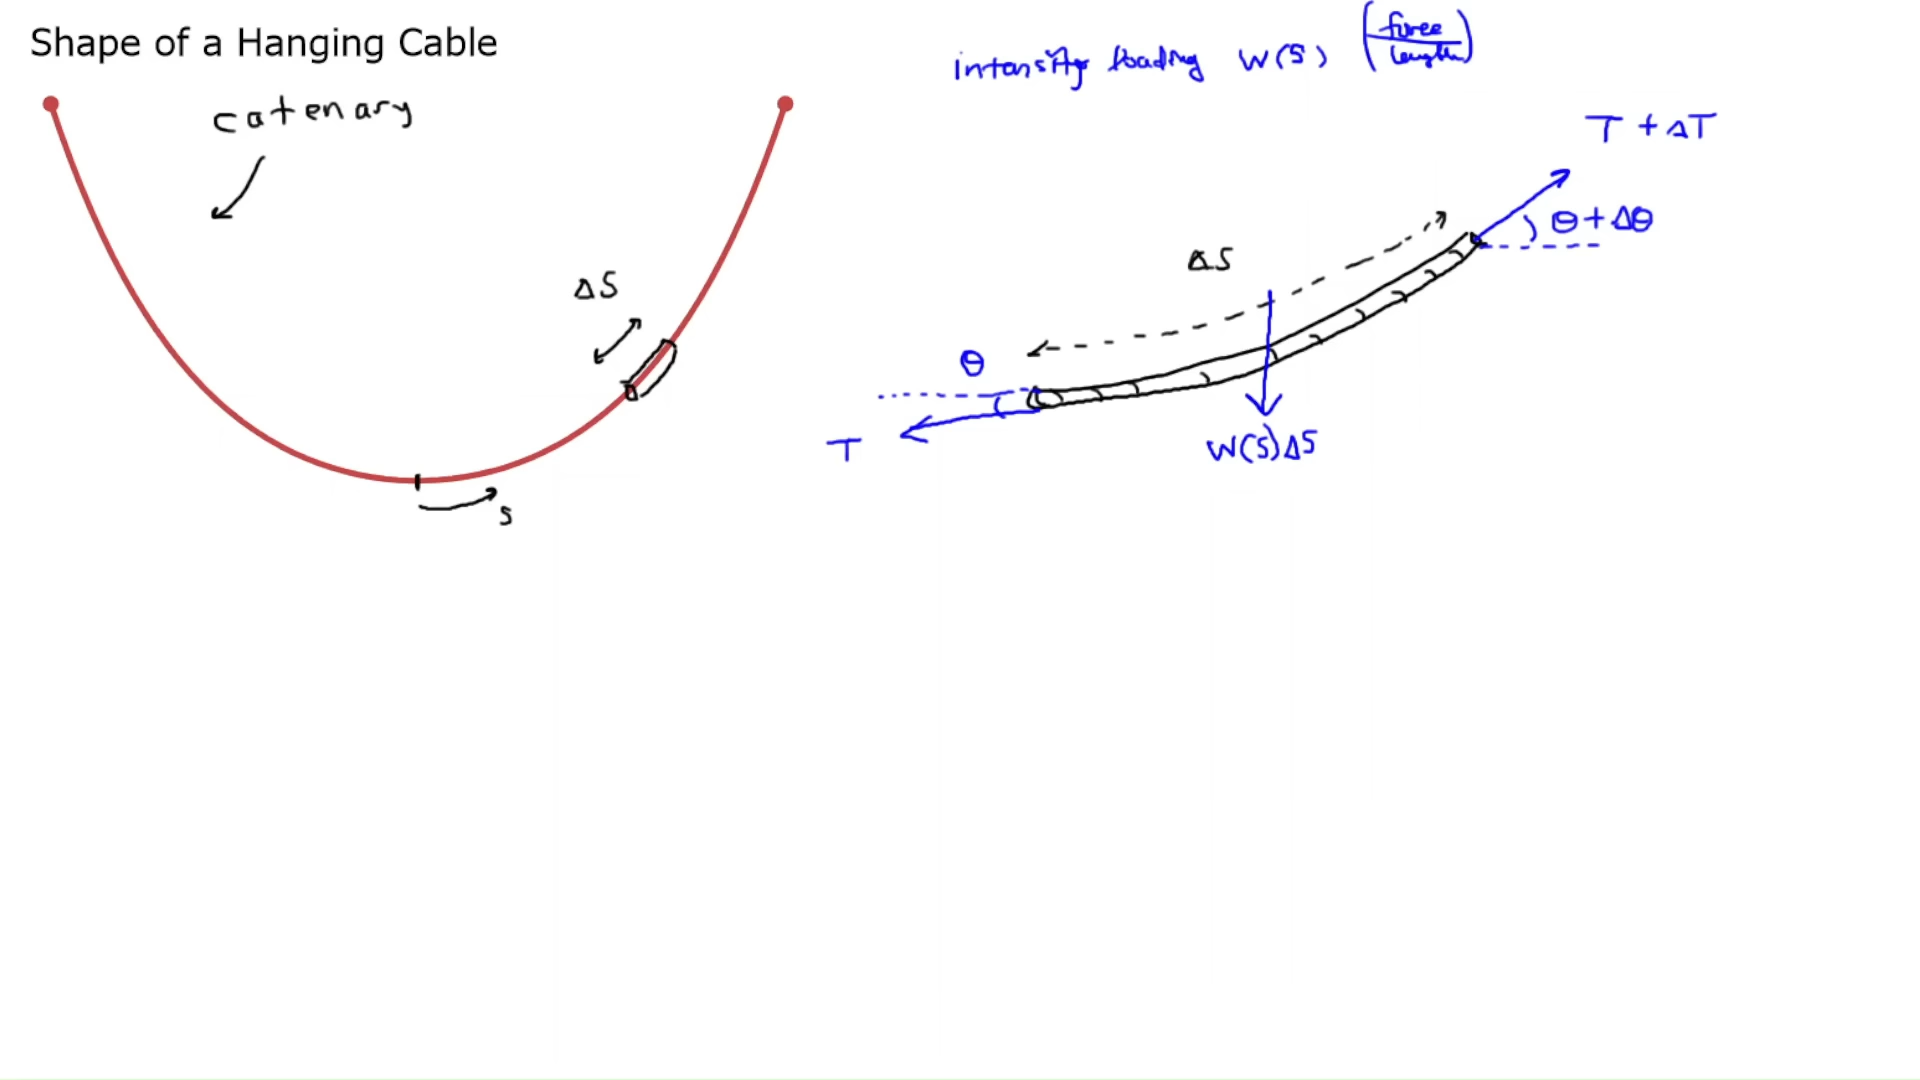 Shape of a Hanging Cable
catenary
ΔS
s
intensity loading W(S) (force/length)
T + ΔT
θ + Δθ
ΔS
θ
T
W(S)ΔS